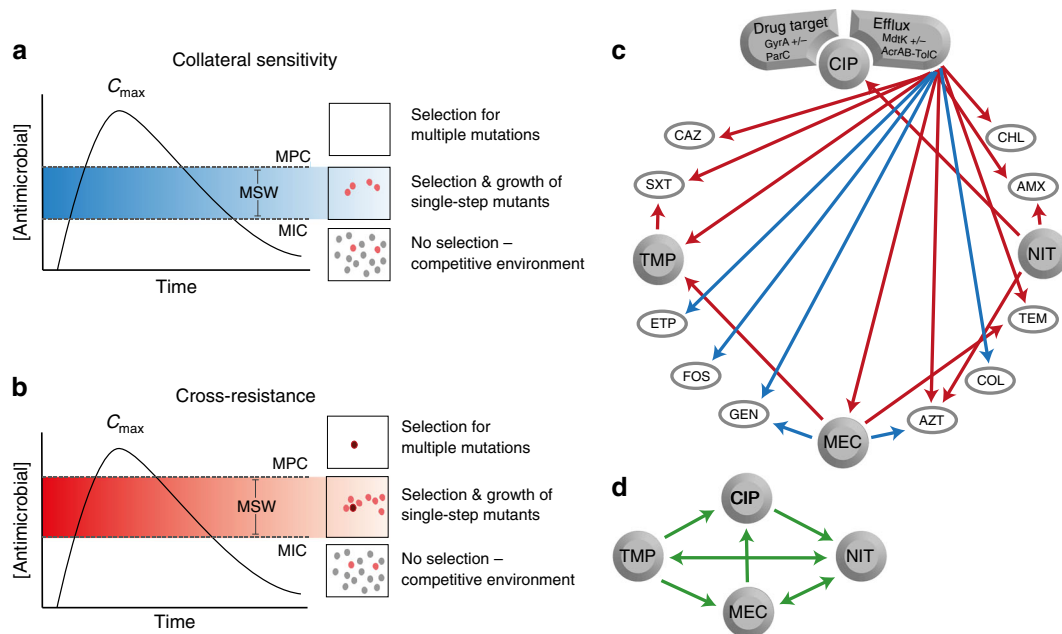 a
Collateral sensitivity
Cmax
[Antimicrobial]
MPC
MSW
MIC
Time
Selection for
multiple mutations
Selection & growth of
single-step mutants
No selection –
competitive environment
b
Cross-resistance
Cmax
[Antimicrobial]
MPC
MSW
MIC
Time
Selection for
multiple mutations
Selection & growth of
single-step mutants
No selection –
competitive environment
c
Drug target
GyrA +/–
ParC
Efflux
MdtK +/–
AcrAB-TolC
CIP
CAZ
CHL
SXT
AMX
TMP
NIT
ETP
TEM
FOS
COL
GEN
AZT
MEC
d
CIP
TMP
NIT
MEC